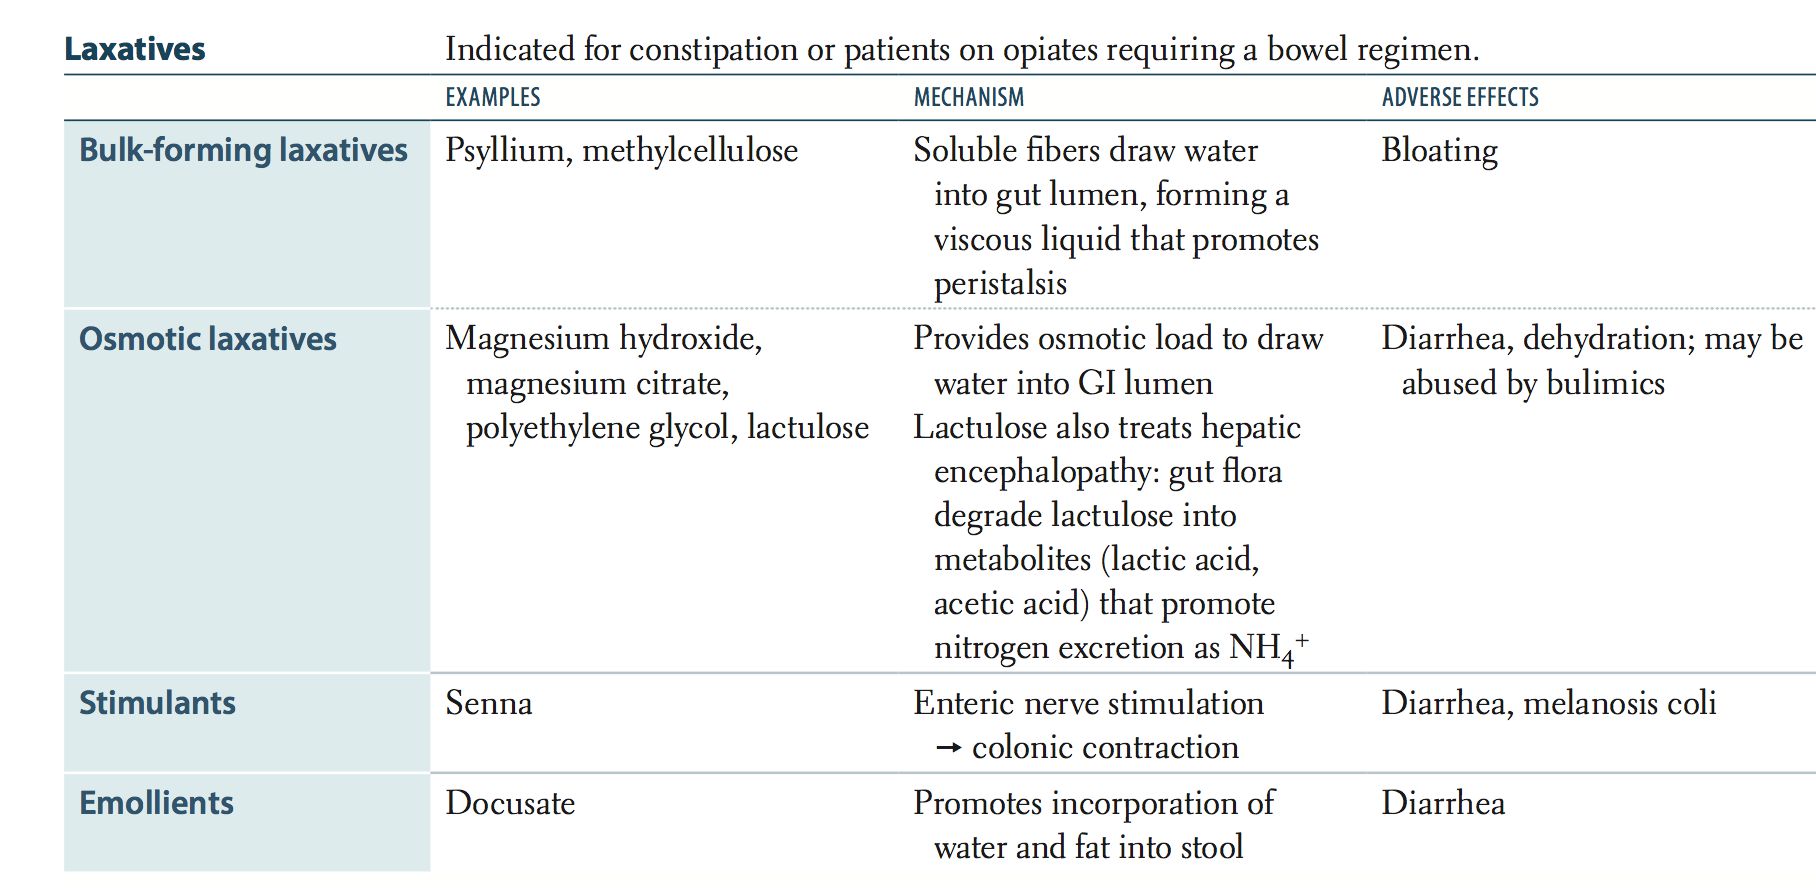 Laxatives Indicated for constipation or patients on opiates requiring a bowel regimen.
EXAMPLES MECHANISM ADVERSE EFFECTS
Bulk-forming laxatives Psyllium, methylcellulose Soluble fibers draw water Bloating
into gut lumen, forming a
viscous liquid that promotes
peristalsis
Osmotic laxatives Magnesium hydroxide, Provides osmotic load to draw Diarrhea, dehydration; may be
magnesium citrate, water into GI lumen abused by bulimics
polyethylene glycol, lactulose Lactulose also treats hepatic
encephalopathy: gut flora
degrade lactulose into
metabolites (lactic acid,
acetic acid) that promote
nitrogen excretion as NH₄⁺
Stimulants Senna Enteric nerve stimulation Diarrhea, melanosis coli
→ colonic contraction
Emollients Docusate Promotes incorporation of Diarrhea
water and fat into stool